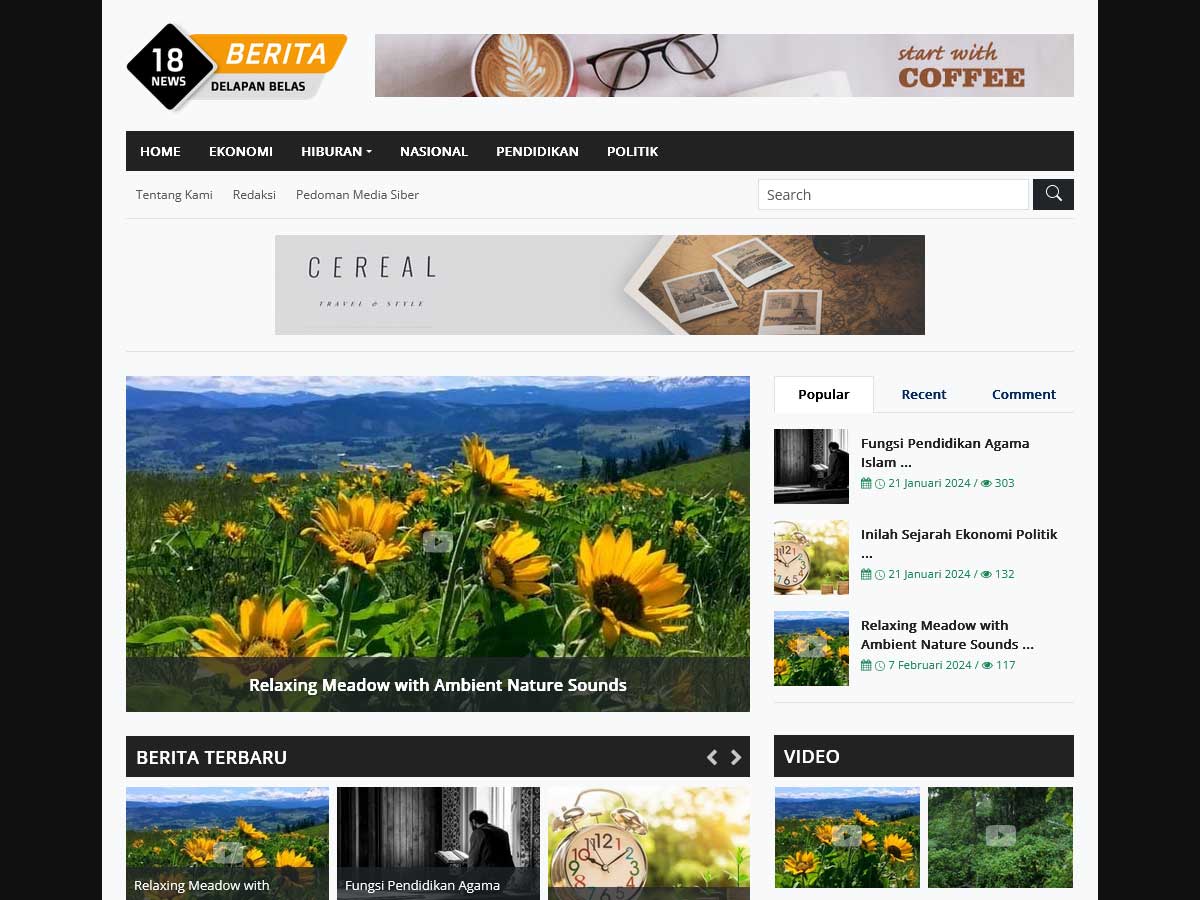 18
NEWS
BERITA
DELAPAN BELAS
start with
COFFEE
HOME EKONOMI HIBURAN NASIONAL PENDIDIKAN POLITIK
Tentang Kami Redaksi Pedoman Media Siber
Search
CEREAL
TRAVEL & STYLE
Relaxing Meadow with Ambient Nature Sounds
Popular Recent Comment
Fungsi Pendidikan Agama
Islam ...
21 Januari 2024 / 303
Inilah Sejarah Ekonomi Politik
...
21 Januari 2024 / 132
Relaxing Meadow with
Ambient Nature Sounds ...
7 Februari 2024 / 117
BERITA TERBARU
VIDEO
Relaxing Meadow with
Fungsi Pendidikan Agama